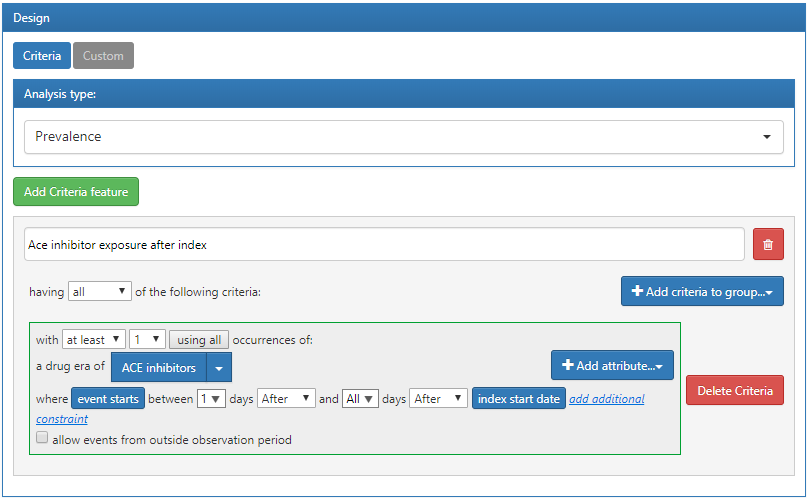 Design
Criteria Custom
Analysis type:
Prevalence
Add Criteria feature
Ace inhibitor exposure after index
having all of the following criteria: Add criteria to group...
with at least 1 using all occurrences of:
a drug era of ACE inhibitors Add attribute...
where event starts between 1 days After and All days After index start date add additional
constraint
Delete Criteria
allow events from outside observation period